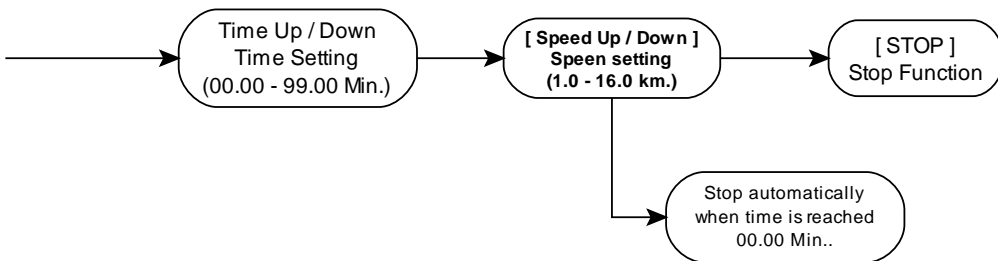 Time Up / Down
Time Setting
(00.00 - 99.00 Min.)
[ Speed Up / Down ]
Speen setting
(1.0 - 16.0 km.)
[ STOP ]
Stop Function
Stop automatically
when time is reached
00.00 Min..